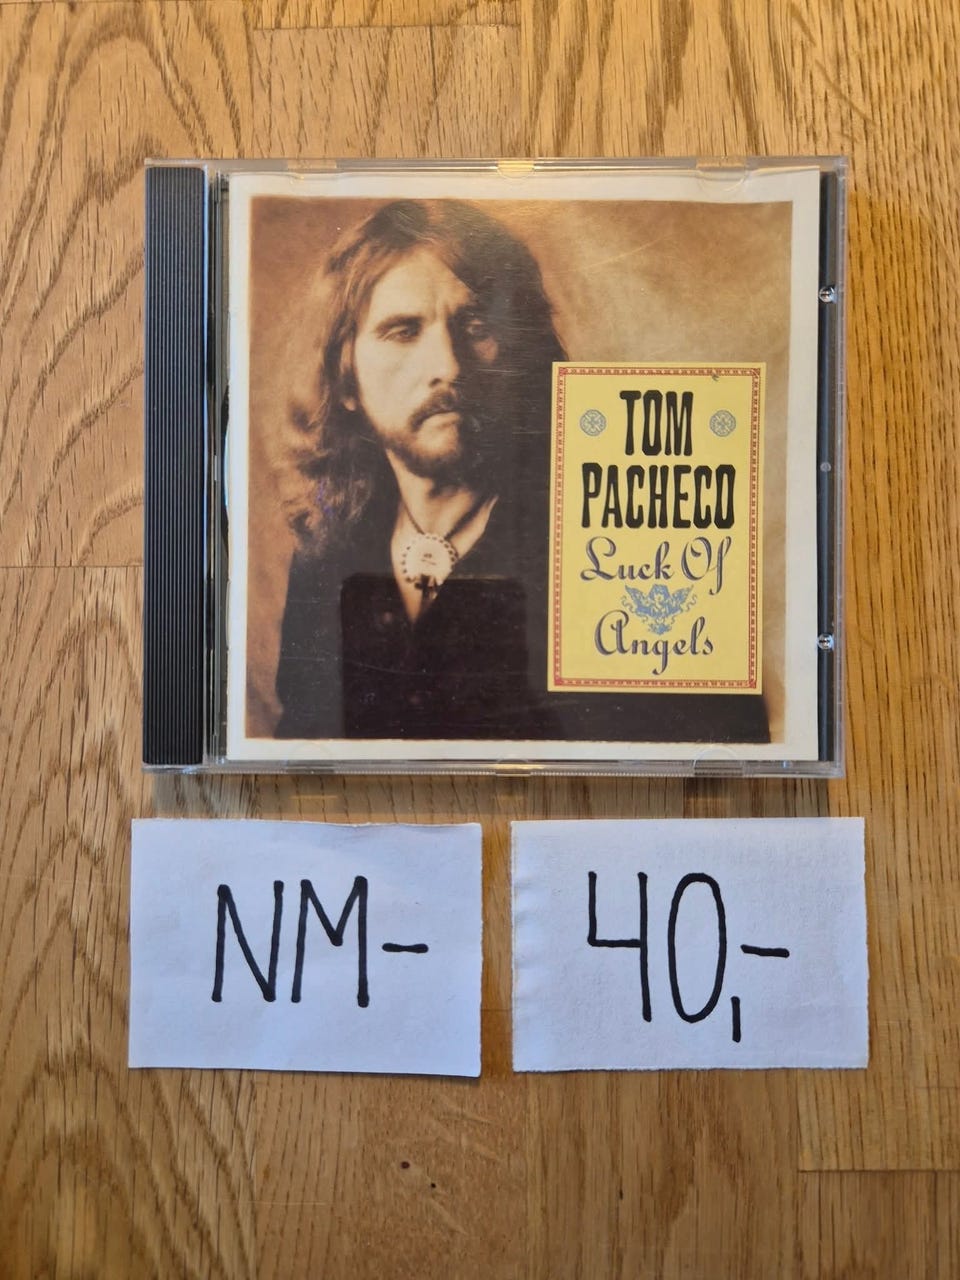 TOM
PACHECO
Luck Of
Angels
NM-
40,-